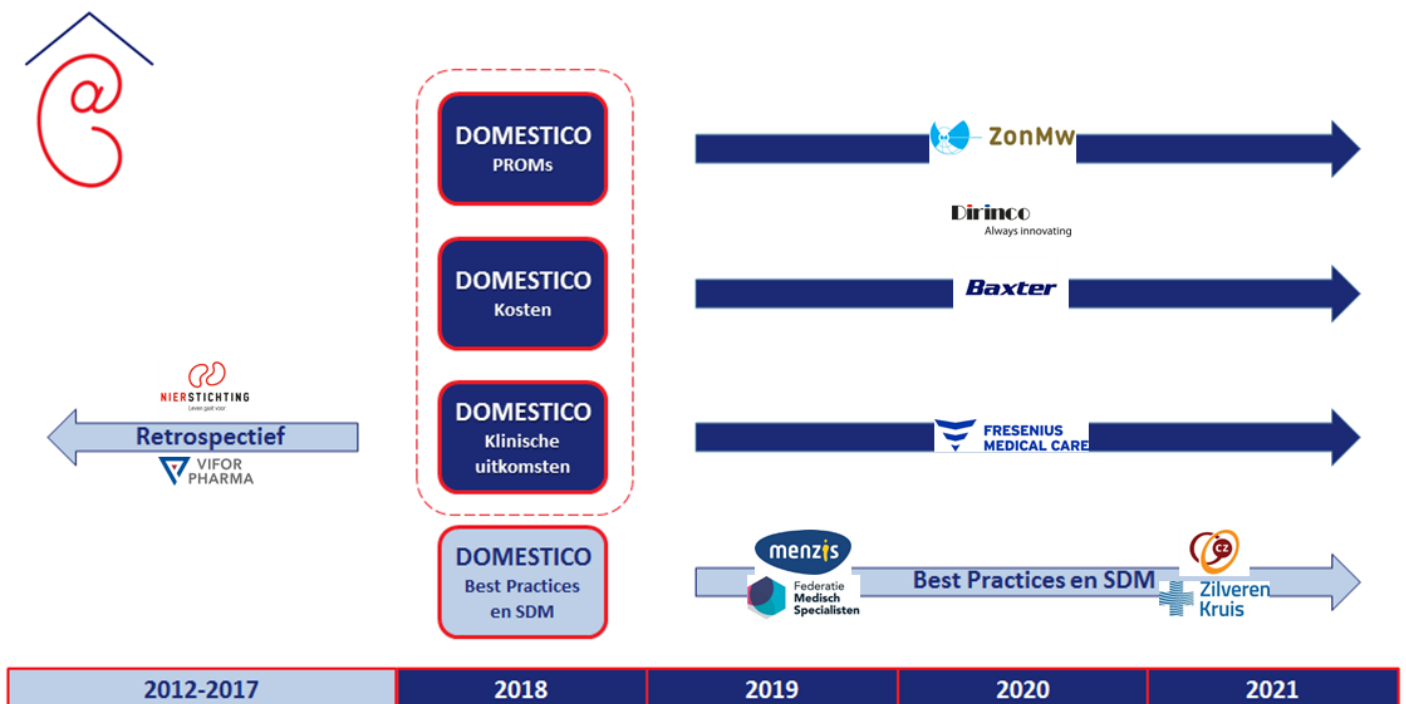 DOMESTICO
PROMs
ZonMw
Dirinco
Always innovating
DOMESTICO
Kosten
Baxter
NIERSTICHTING
Leven gaat voor
Retrospectief
VIFOR
PHARMA
DOMESTICO
Klinische
uitkomsten
FRESENIUS
MEDICAL CARE
DOMESTICO
Best Practices
en SDM
menzis
Federatie
Medisch
Specialisten
Best Practices en SDM
CZ
Zilveren
Kruis
2012-2017
2018
2019
2020
2021